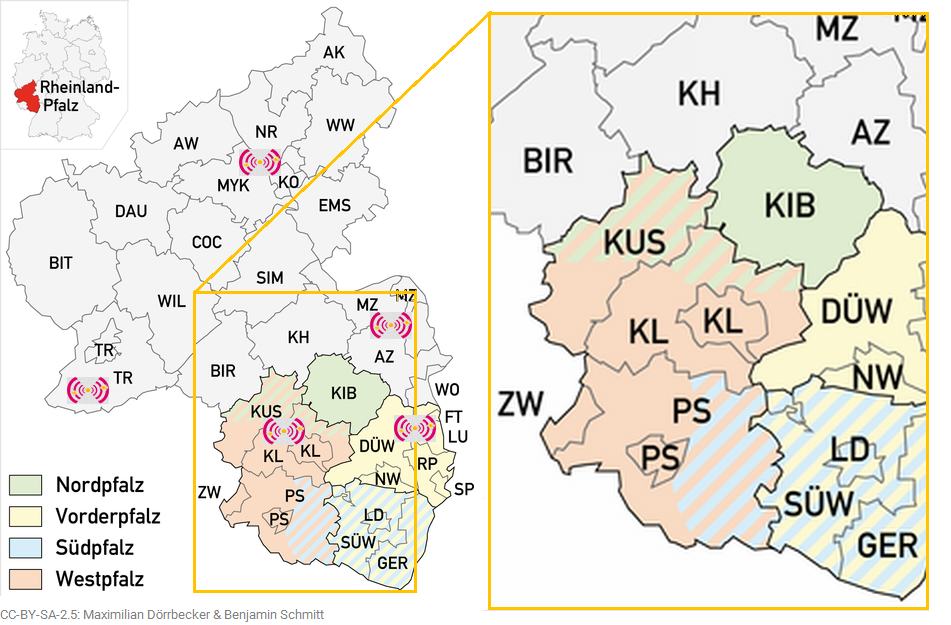 Rheinland-
Pfalz
AK
NR
WW
AW
MYK
KO
DAU
EMS
COC
BIT
SIM
WIL
MZ
MZ
KH
TR
AZ
TR
BIR
WO
KIB
KUS
FT
LU
DÜW
KL
KL
RP
NW
ZW
PS
SP
LD
PS
SÜW
GER
Nordpfalz
Vorderpfalz
Südpfalz
Westpfalz
CC-BY-SA-2.5: Maximilian Dörrbecker & Benjamin Schmitt
MZ
KH
AZ
BIR
KIB
KUS
DÜW
KL
KL
NW
ZW
PS
LD
PS
SÜW
GER